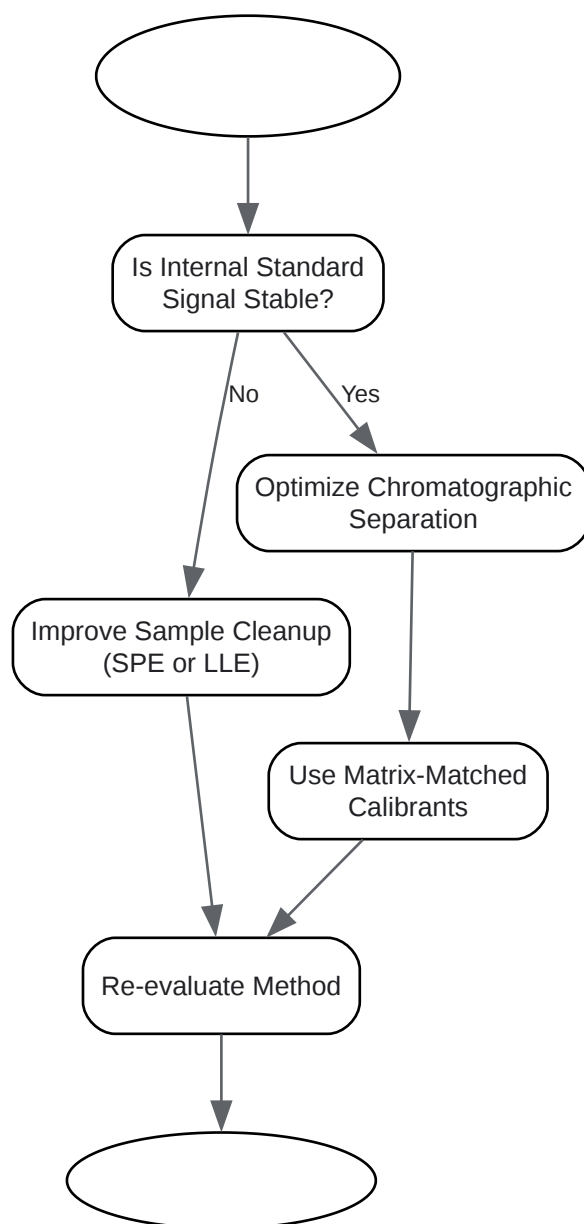 Is Internal Standard
Signal Stable?
No
Yes
Optimize Chromatographic
Separation
Improve Sample Cleanup
(SPE or LLE)
Use Matrix-Matched
Calibrants
Re-evaluate Method